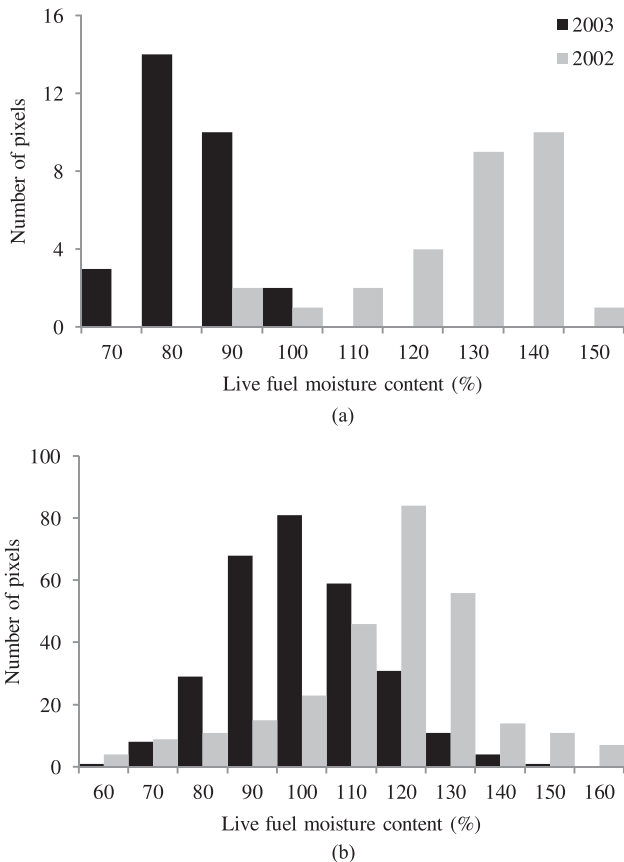 16
2003
2002
12
8
4
0
Number of pixels
70 80 90 100 110 120 130 140 150
Live fuel moisture content (%)
(a)
100
80
60
40
20
0
Number of pixels
60 70 80 90 100 110 120 130 140 150 160
Live fuel moisture content (%)
(b)